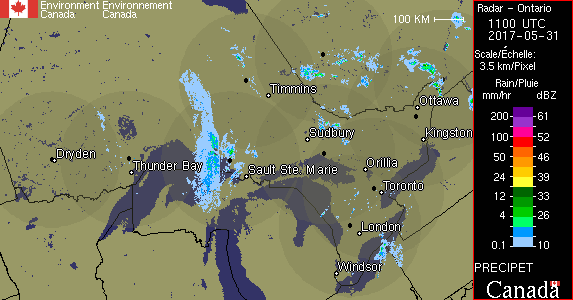 Environment Environnement
Canada Canada
100 KM
Radar - Ontario
1100 UTC
2017-05-31
Scale/Échelle:
3.5 km/Pixel
Rain/Pluie
mm/hr dBZ
200 61
100 52
50 46
24 39
12 33
4 26
0.1 10
PRECIPET
Canada
Timmins
Ottawa
Sudbury
Kingston
Dryden
Thunder Bay
Sault Ste. Marie
Orillia
Toronto
London
Windsor